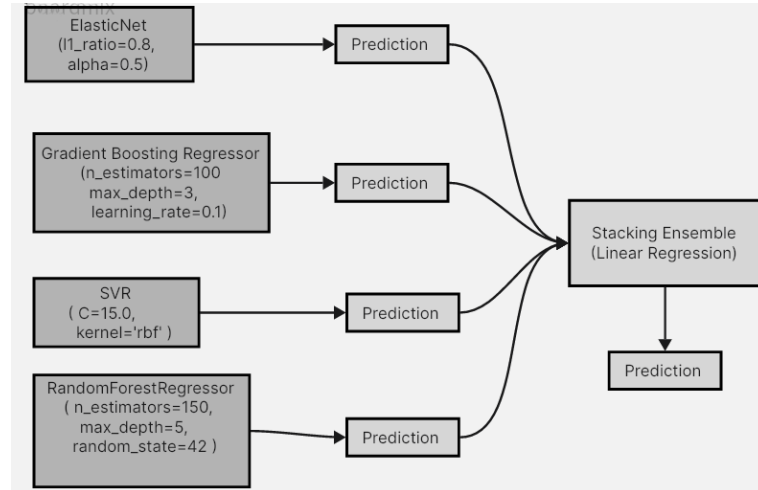 boardmix
ElasticNet
(l1_ratio=0.8,
alpha=0.5)
Prediction
Gradient Boosting Regressor
(n_estimators=100
max_depth=3,
learning_rate=0.1)
Prediction
Stacking Ensemble
(Linear Regression)
SVR
( C=15.0,
kernel='rbf' )
Prediction
Prediction
RandomForestRegressor
( n_estimators=150,
max_depth=5,
random_state=42 )
Prediction